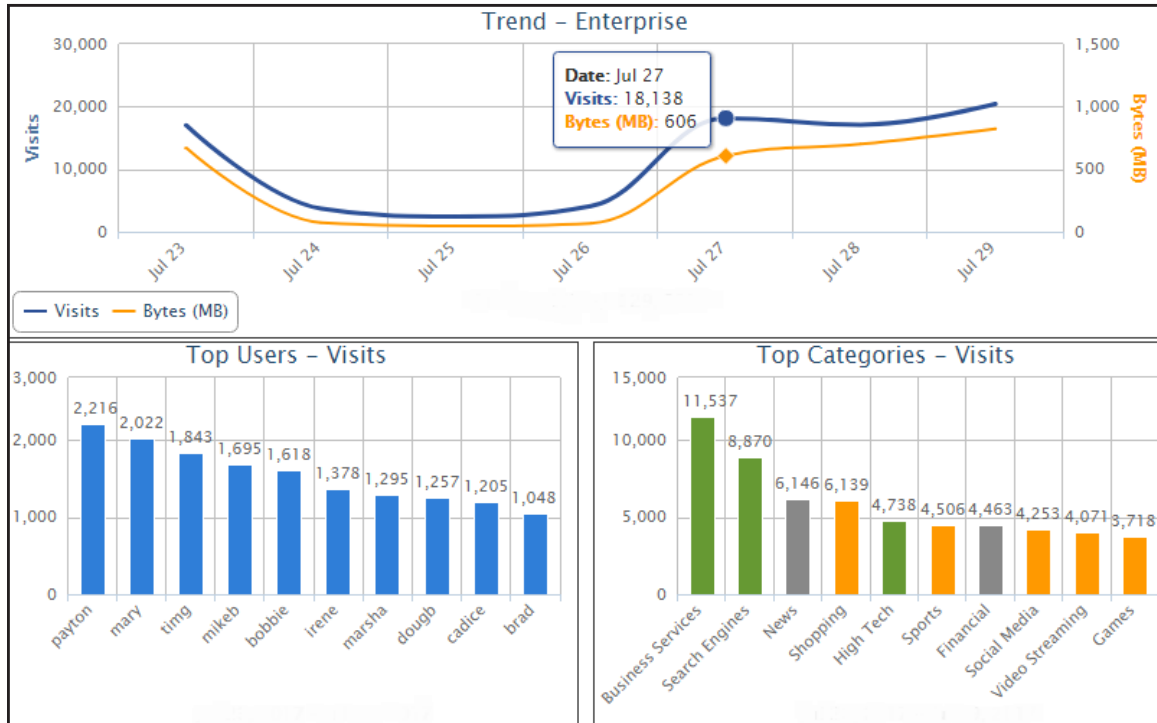 Trend - Enterprise
30,000
20,000
10,000
0
Visits
1,500
1,000
500
0
Bytes (MB)
Date: Jul 27
Visits: 18,138
Bytes (MB): 606
Jul 23
Jul 24
Jul 25
Jul 26
Jul 27
Jul 28
Jul 29
Visits
Bytes (MB)
Top Users - Visits
3,000
2,000
1,000
0
2,216
2,022
1,843
1,695
1,618
1,378
1,295
1,257
1,205
1,048
payton
mary
timg
mikeb
bobbie
irene
marsha
dougb
cadice
brad
Top Categories - Visits
15,000
10,000
5,000
0
11,537
8,870
6,146
6,139
4,738
4,506
4,463
4,253
4,071
3,718
Business Services
Search Engines
News
Shopping
High Tech
Sports
Financial
Social Media
Video Streaming
Games